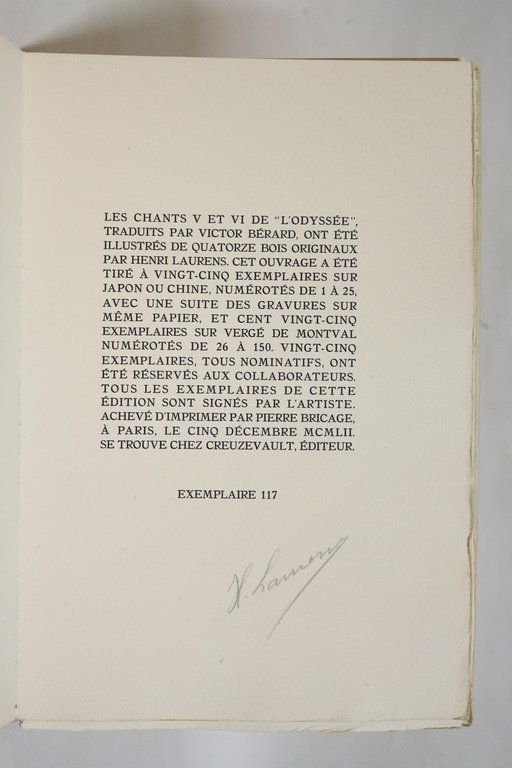 LES CHANTS V ET VI DE "L'ODYSSÉE",
TRADUITS PAR VICTOR BÉRARD, ONT ÉTÉ
ILLUSTRÉS DE QUATORZE BOIS ORIGINAUX
PAR HENRI LAURENS. CET OUVRAGE A ÉTÉ
TIRÉ À VINGT-CINQ EXEMPLAIRES SUR
JAPON OU CHINE, NUMÉROTÉS DE 1 À 25,
AVEC UNE SUITE DES GRAVURES SUR
MÊME PAPIER, ET CENT VINGT-CINQ
EXEMPLAIRES SUR VERGÉ DE MONTVAL
NUMÉROTÉS DE 26 À 150. VINGT-CINQ
EXEMPLAIRES, TOUS NOMINATIFS, ONT
ÉTÉ RÉSERVÉS AUX COLLABORATEURS.
TOUS LES EXEMPLAIRES DE CETTE
ÉDITION SONT SIGNÉS PAR L'ARTISTE.
ACHEVÉ D'IMPRIMER PAR PIERRE BRICAGE,
À PARIS, LE CINQ DÉCEMBRE MCMLII.
SE TROUVE CHEZ CREUZEVAULT, ÉDITEUR.
EXEMPLAIRE 117
H. Laurens